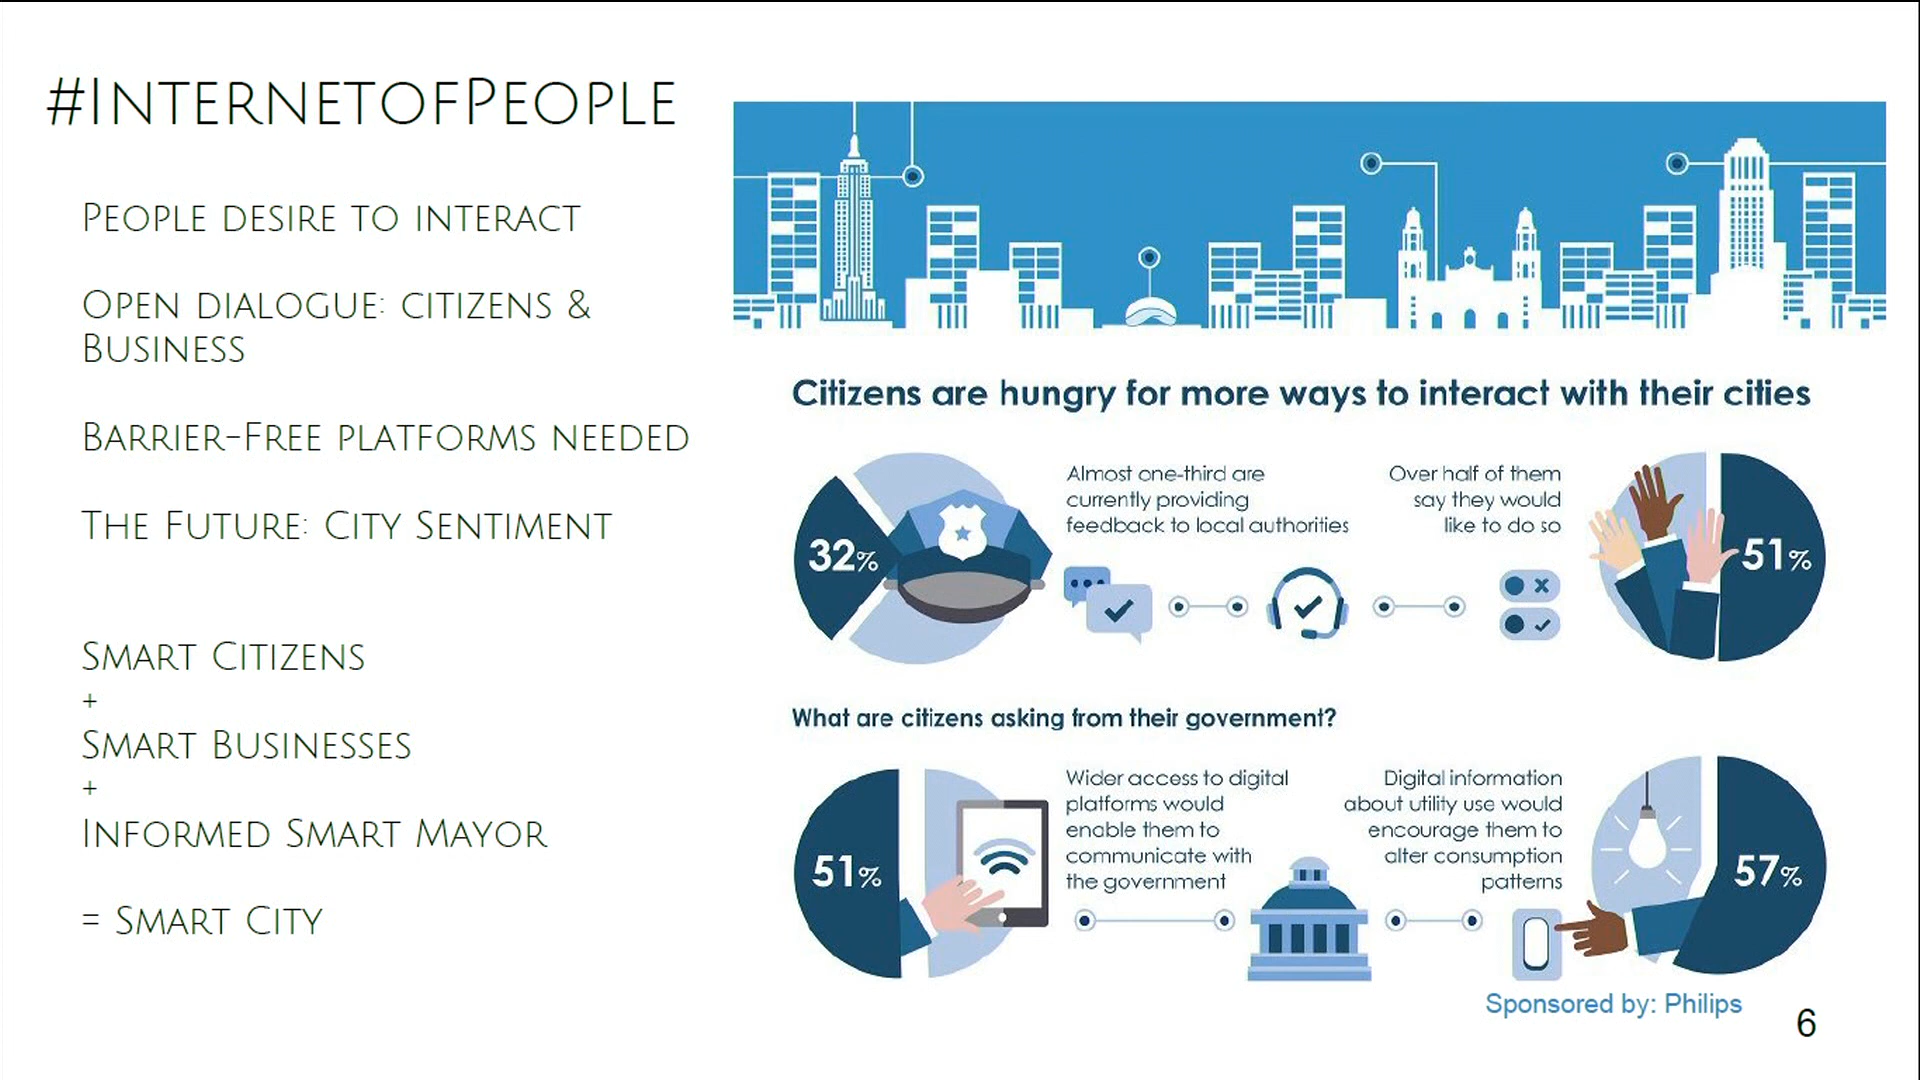 #InternetofPeople
People desire to interact
Open dialogue: citizens &
Business
Barrier-Free platforms needed
The Future: City Sentiment
Smart Citizens
+
Smart Businesses
+
Informed Smart Mayor
= Smart City
Citizens are hungry for more ways to interact with their cities
32%
Almost one-third are
currently providing
feedback to local authorities
Over half of them
say they would
like to do so
51%
What are citizens asking from their government?
51%
Wider access to digital
platforms would
enable them to
communicate with
the government
Digital information
about utility use would
encourage them to
alter consumption
patterns
57%
Sponsored by: Philips
6